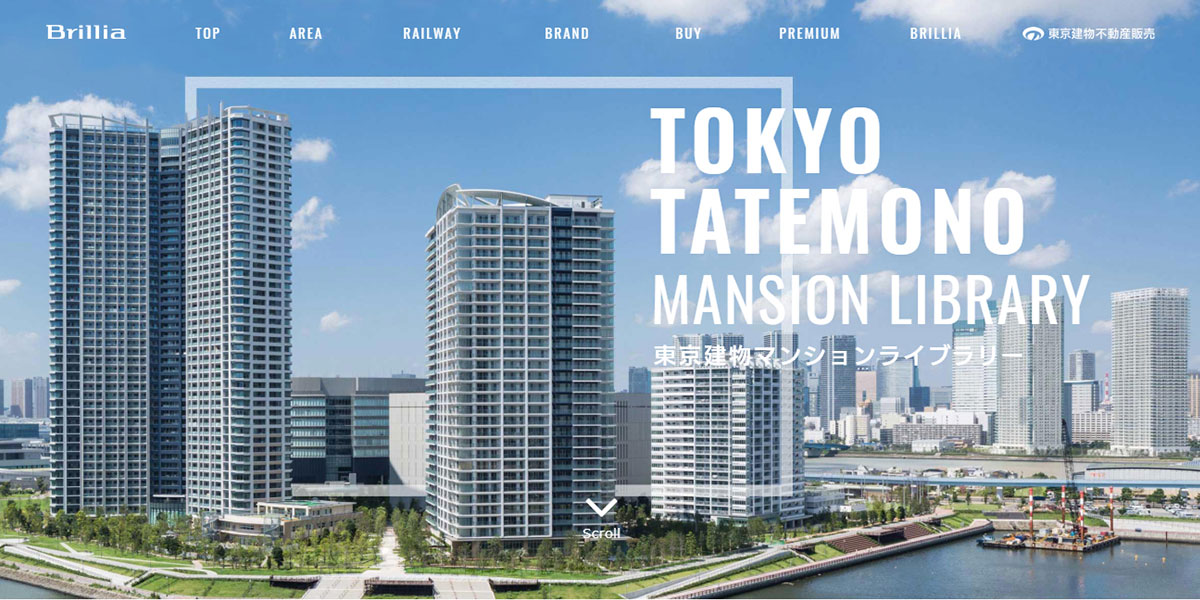 Brillia
TOP
AREA
RAILWAY
BRAND
BUY
PREMIUM
BRILLIA
東京建物不動産販売
TOKYO
TATEMONO
MANSION LIBRARY
東京建物マンションライブラリー
Scroll